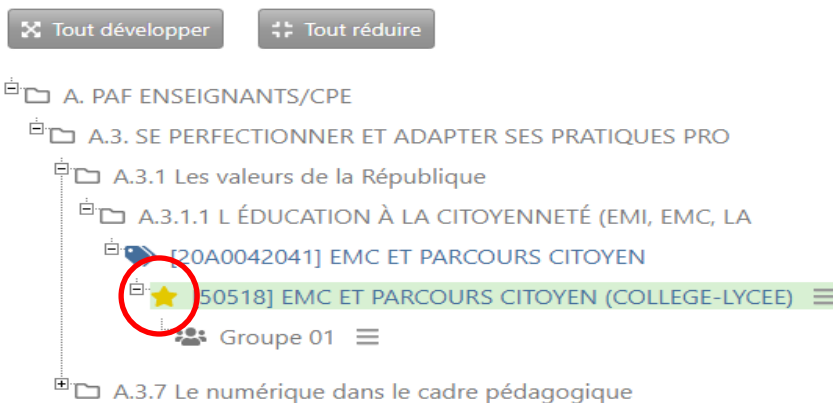 Tout développer Tout réduire
A. PAF ENSEIGNANTS/CPE
A.3. SE PERFECTIONNER ET ADAPTER SES PRATIQUES PRO
A.3.1 Les valeurs de la République
A.3.1.1 L ÉDUCATION À LA CITOYENNETÉ (EMI, EMC, LA
[20A0042041] EMC ET PARCOURS CITOYEN
50518] EMC ET PARCOURS CITOYEN (COLLEGE-LYCEE)
Groupe 01
A.3.7 Le numérique dans le cadre pédagogique